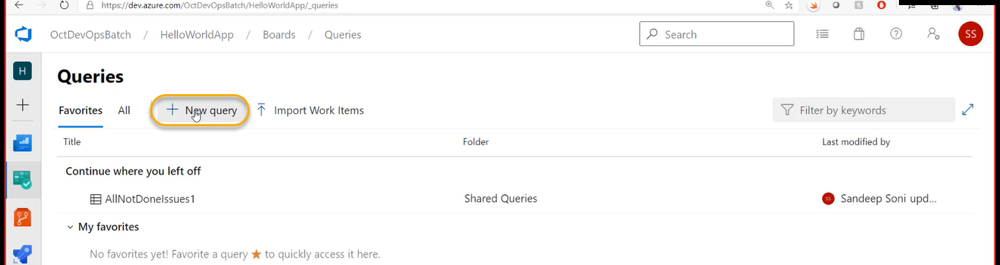 https://dev.azure.com/OctDevOpsBatch/HelloWorldApp/_queries
OctDevOpsBatch / HelloWorldApp / Boards / Queries
Search
SS
H
Queries
Favorites All New query Import Work Items Filter by keywords
Title Folder Last modified by
Continue where you left off
AllNotDoneIssues1 Shared Queries SS Sandeep Soni upd...
My favorites
No favorites yet! Favorite a query ★ to quickly access it here.